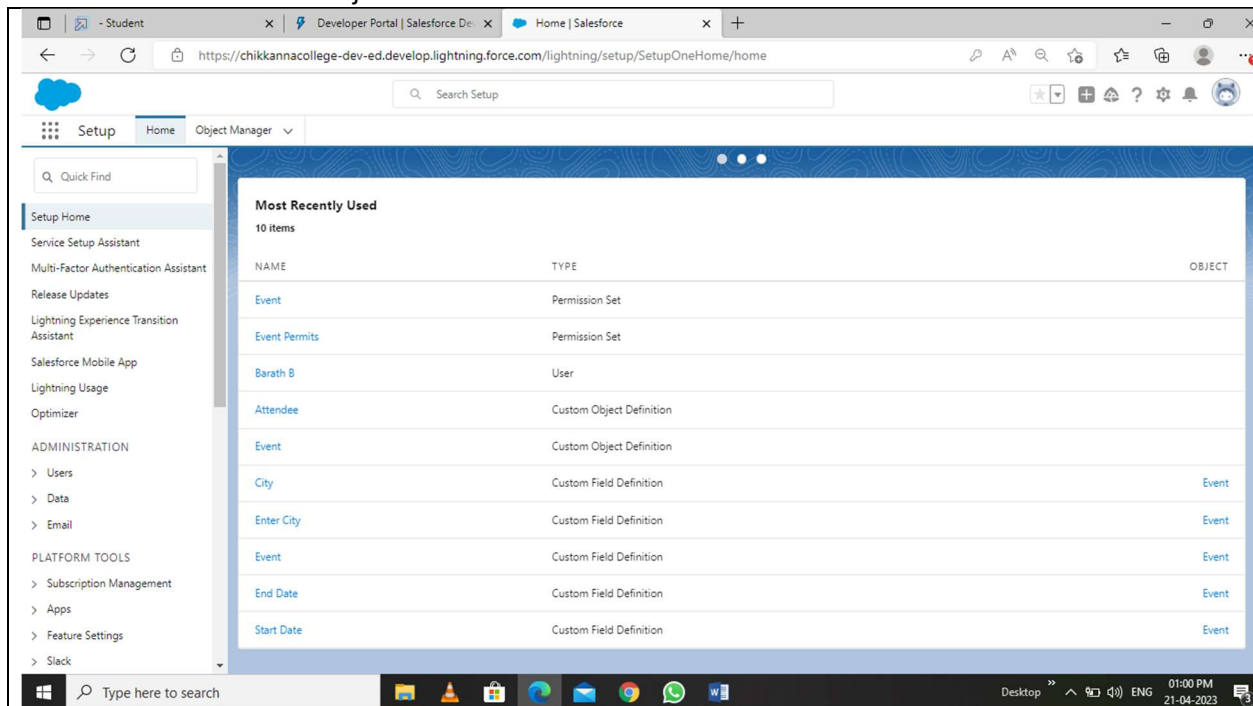 - Student
Developer Portal | Salesforce De
Home | Salesforce
https://chikkannacollege-dev-ed.develop.lightning.force.com/lightning/setup/SetupOneHome/home
Search Setup
Setup Home Object Manager
Quick Find
Setup Home
Service Setup Assistant
Multi-Factor Authentication Assistant
Release Updates
Lightning Experience Transition
Assistant
Salesforce Mobile App
Lightning Usage
Optimizer
ADMINISTRATION
Users
Data
Email
PLATFORM TOOLS
Subscription Management
Apps
Feature Settings
Slack
Most Recently Used
10 items
NAME TYPE OBJECT
Event Permission Set
Event Permits Permission Set
Barath B User
Attendee Custom Object Definition
Event Custom Object Definition
City Custom Field Definition Event
Enter City Custom Field Definition Event
Event Custom Field Definition Event
End Date Custom Field Definition Event
Start Date Custom Field Definition Event
Type here to search
Desktop
ENG
01:00 PM
21-04-2023